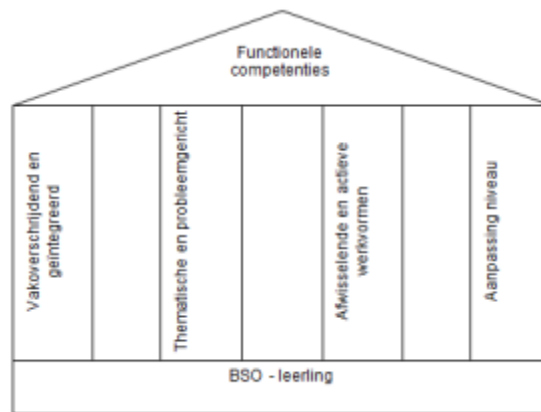 Functionele
competenties
Vakoverschrijdend en
geïntegreerd
Thematische en probleemgericht
Afwisselende en actieve
werkvormen
Aanpassing niveau
BSO - leerling